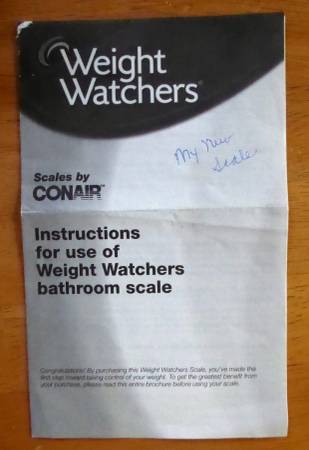 Weight
Watchers®
My new
Scale
Scales by
CONAIR™
Instructions
for use of
Weight Watchers
bathroom scale
Congratulations! By purchasing this Weight Watchers Scale, you've made the
first step toward being control of your weight. To get the greatest benefit from
your purchase, please read this entire brochure before using your scale.